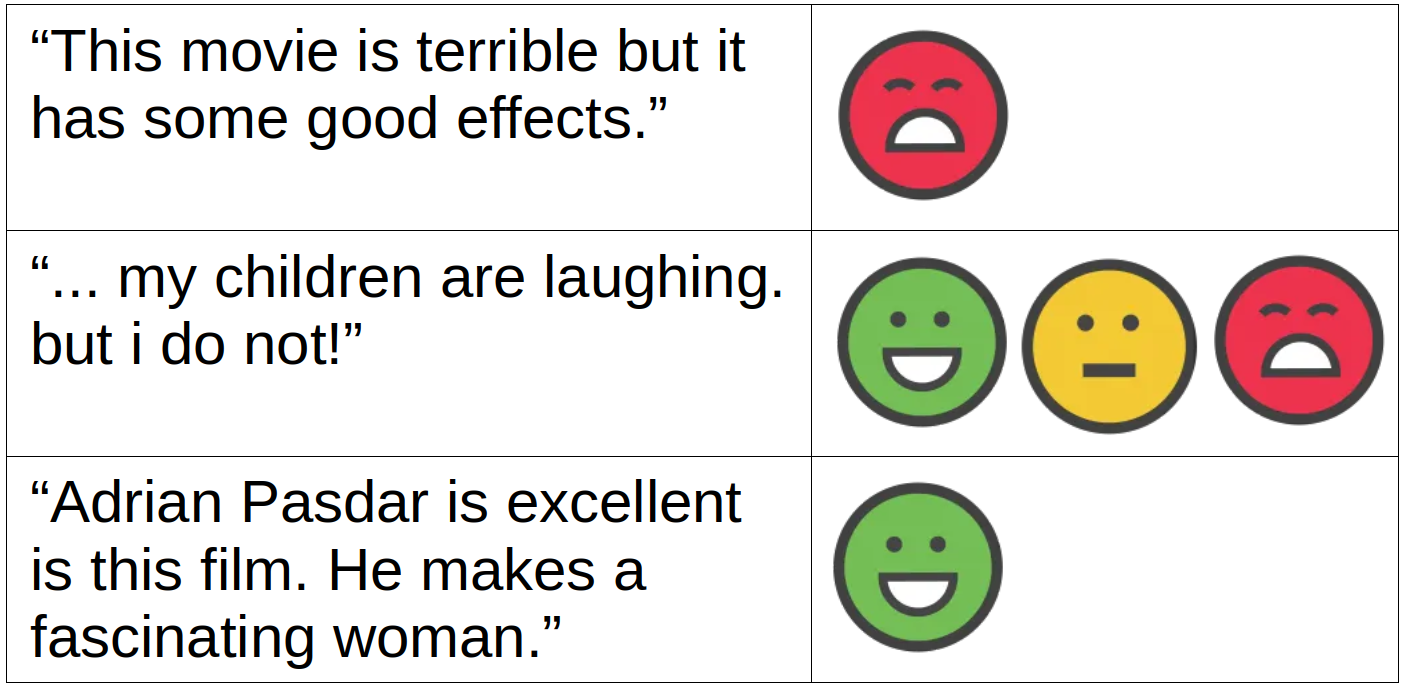 “This movie is terrible but it
has some good effects.”
“... my children are laughing.
but i do not!”
“Adrian Pasdar is excellent
is this film. He makes a
fascinating woman.”